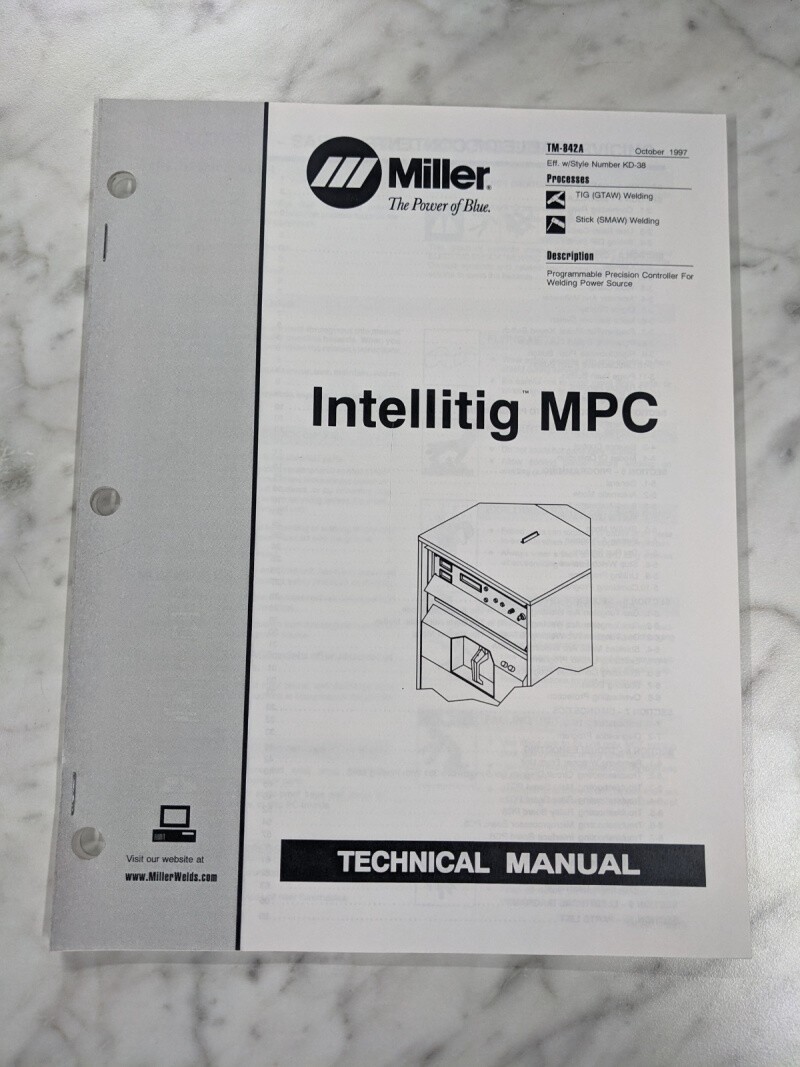 Miller®
The Power of Blue.
TM-842A October 1997
Eff. w/Style Number KD-38
Processes
TIG (GTAW) Welding
Stick (SMAW) Welding
Description
Programmable Precision Controller For
Welding Power Source
Intellitig™ MPC
Visit our website at
www.MillerWelds.com
TECHNICAL MANUAL